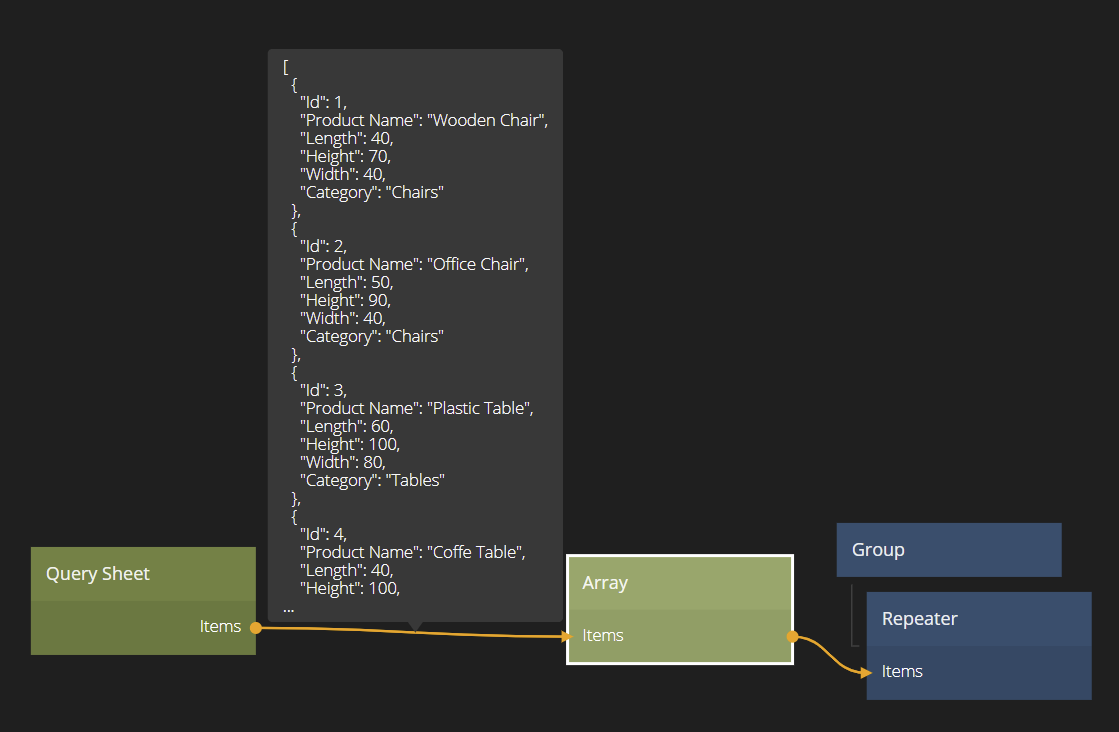 [
{
"Id": 1,
"Product Name": "Wooden Chair",
"Length": 40,
"Height": 70,
"Width": 40,
"Category": "Chairs"
},
{
"Id": 2,
"Product Name": "Office Chair",
"Length": 50,
"Height": 90,
"Width": 40,
"Category": "Chairs"
},
{
"Id": 3,
"Product Name": "Plastic Table",
"Length": 60,
"Height": 100,
"Width": 80,
"Category": "Tables"
},
{
"Id": 4,
"Product Name": "Coffe Table",
"Length": 40,
"Height": 100,
...
Query Sheet
Items
Array
Items
Group
Repeater
Items